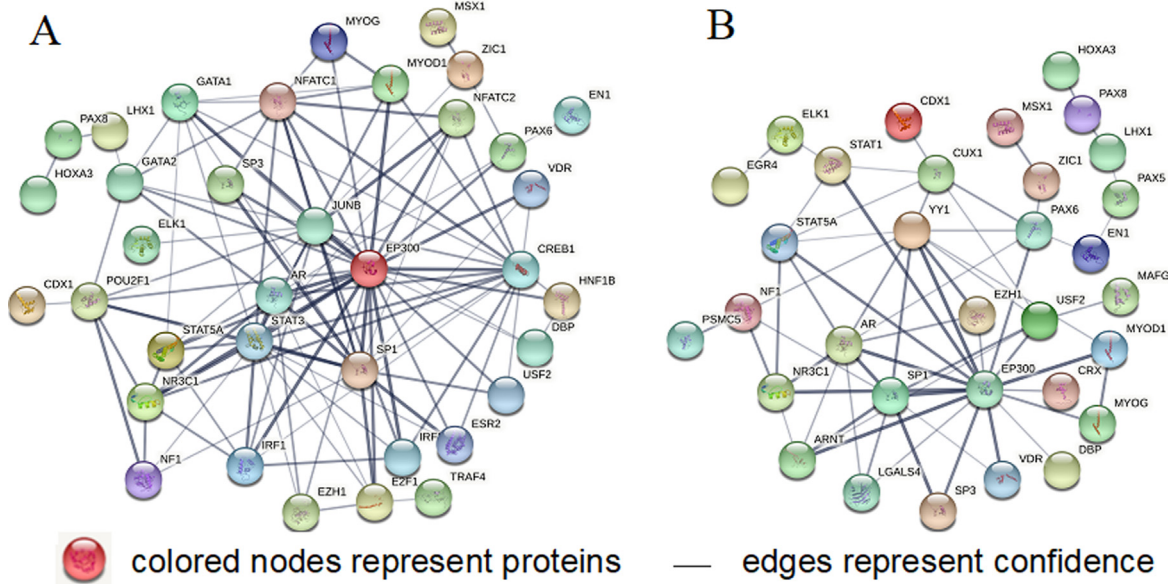 A
B
MYOG
MSX1
ZIC1
MYOD1
GATA1
NFATC1
NFATC2
EN1
PAX8
LHX1
PAX6
GATA2
SP3
VDR
HOXA3
JUNB
ELK1
EP300
CREB1
AR
HNF1B
CDX1
POU2F1
STAT3
STAT5A
DBP
SP1
USF2
NR3C1
ESR2
IRF1
IRF
NF1
E2F1
TRAF4
EZH1
HOXA3
CDX1
MSX1
PAX8
ELK1
LHX1
STAT1
CUX1
ZIC1
EGR4
PAX5
YY1
PAX6
STAT5A
EN1
MAFG
NF1
EZH1
USF2
PSMC5
AR
MYOD1
NR3C1
SP1
EP300
CRX
MYOG
ARNT
DBP
LGALS4
VDR
SP3
colored nodes represent proteins
edges represent confidence